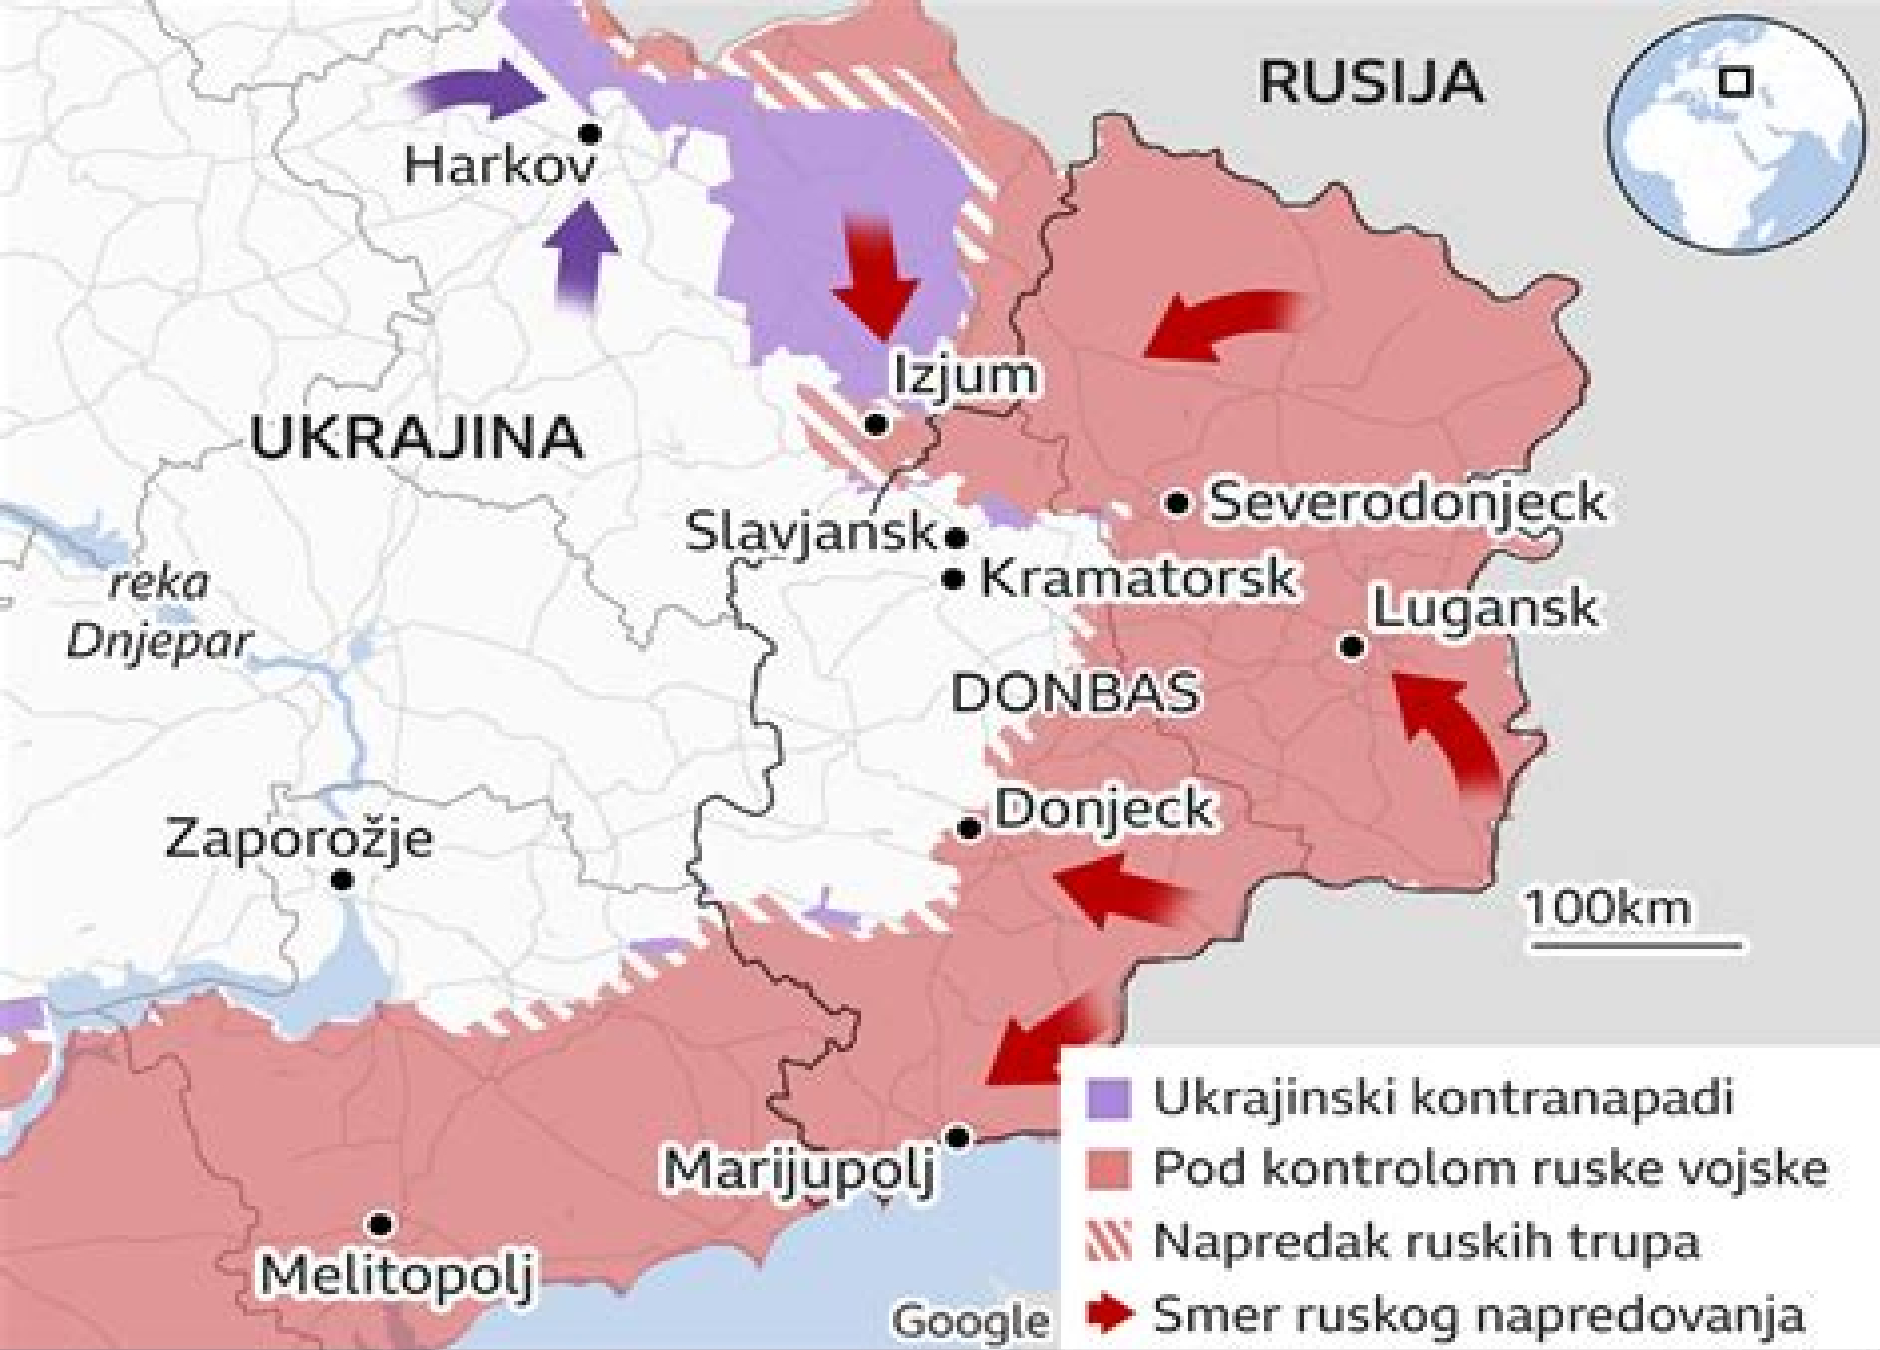 RUSIJA
Harkov
Izjum
UKRAJINA
Severodonjeck
Slavjansk
Kramatorsk
reka
Dnjepar
Lugansk
DONBAS
Donjeck
Zaporožje
100km
Marijupolj
Melitopolj
Ukrajinski kontranapadi
Pod kontrolom ruske vojske
Napredak ruskih trupa
Smer ruskog napredovanja
Google